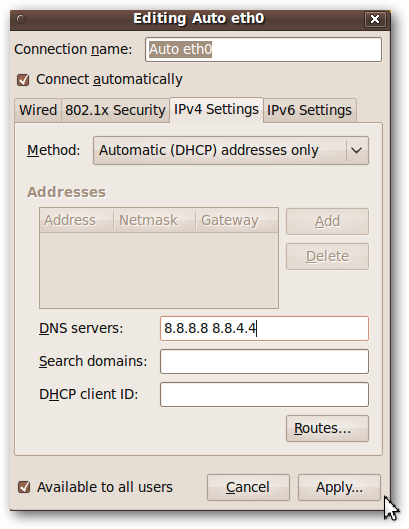 Editing Auto eth0
Connection name: Auto eth0
Connect automatically
Wired 802.1x Security IPv4 Settings IPv6 Settings
Method: Automatic (DHCP) addresses only
Addresses
Address Netmask Gateway Add
Delete
DNS servers: 8.8.8.8 8.8.4.4
Search domains:
DHCP client ID:
Routes...
Available to all users Cancel Apply...